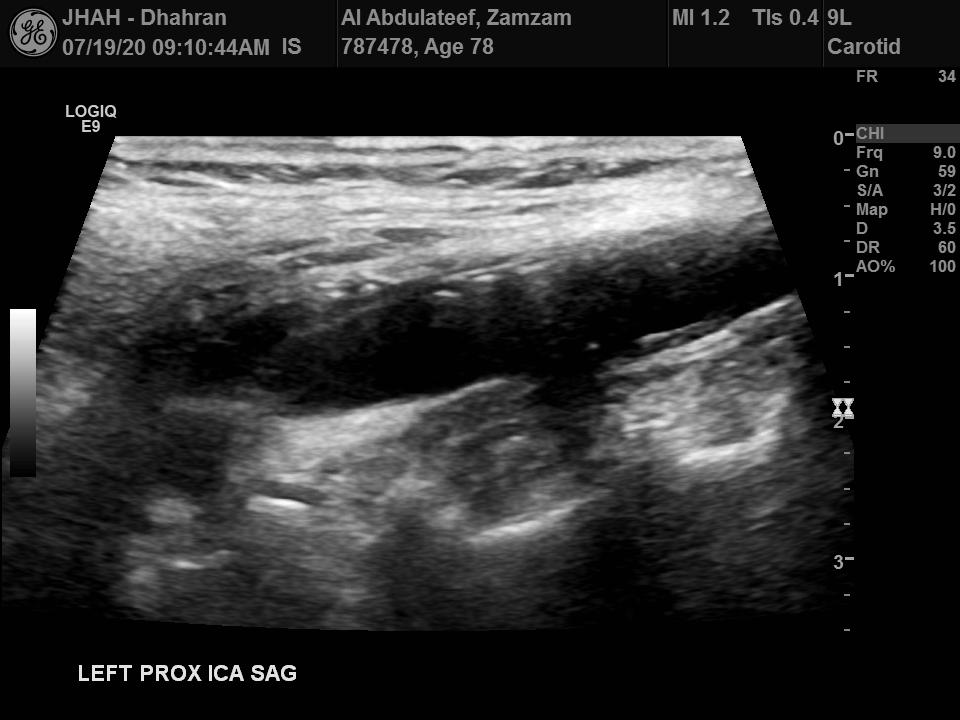 JHAH - Dhahran
07/19/20 09:10:44AM IS
Al Abdulateef, Zamzam
787478, Age 78
MI 1.2 TIs 0.4
9L
Carotid
FR 34
LOGIQ
E9
CHI
Frq 9.0
Gn 59
S/A 3/2
Map H/0
D 3.5
DR 60
AO% 100
0
1
2
3
LEFT PROX ICA SAG